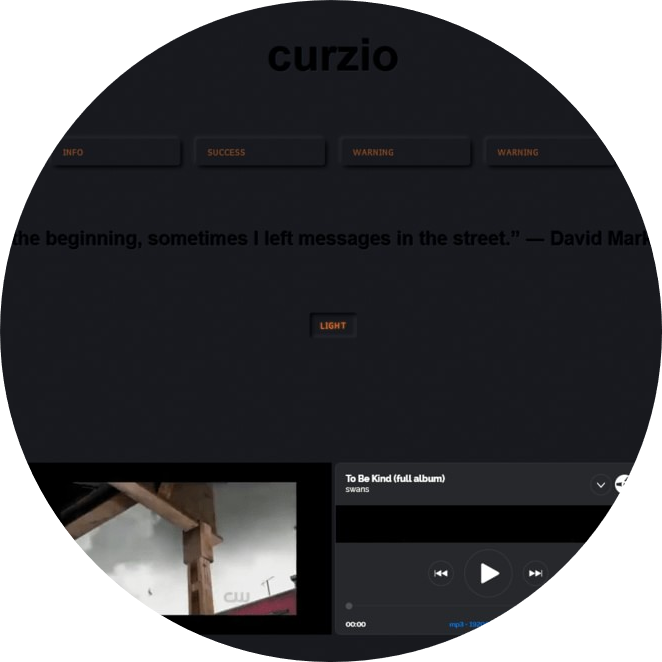 curzio
INFO SUCCESS WARNING WARNING
the beginning, sometimes I left messages in the street.” — David Mark
LIGHT
To Be Kind (full album)
swans
CW
00:00 mp3